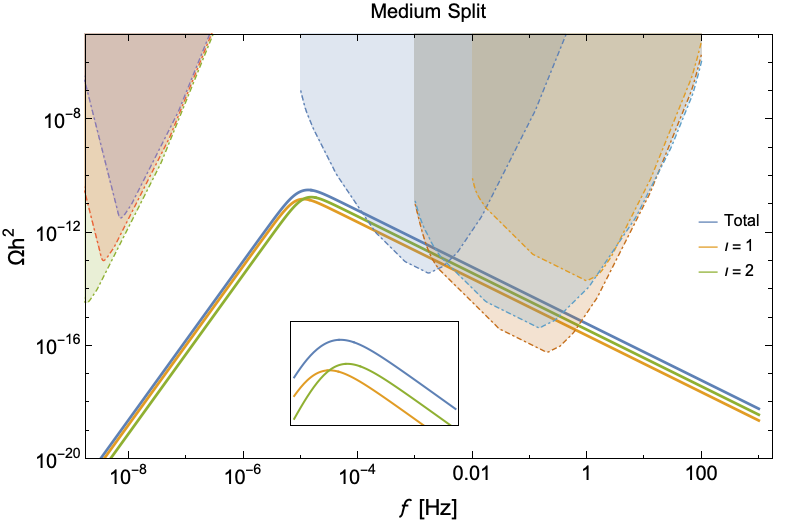 Medium Split
Ωh²
10⁻⁸
10⁻¹²
10⁻¹⁶
10⁻²⁰
Total
ı = 1
ı = 2
10⁻⁸ 10⁻⁶ 10⁻⁴ 0.01 1 100
f [Hz]